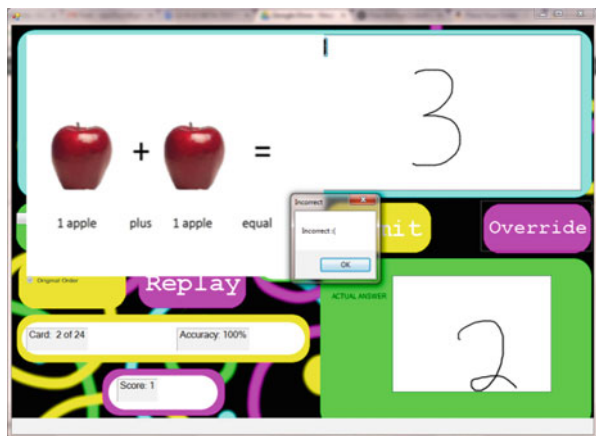 3
+ =
1 apple plus 1 apple equal
Incorrect
Incorrect :(
OK
nit
Override
Original Order
Replay
ACTUAL ANSWER
Card: 2 of 24 Accuracy: 100%
2
Score: 1